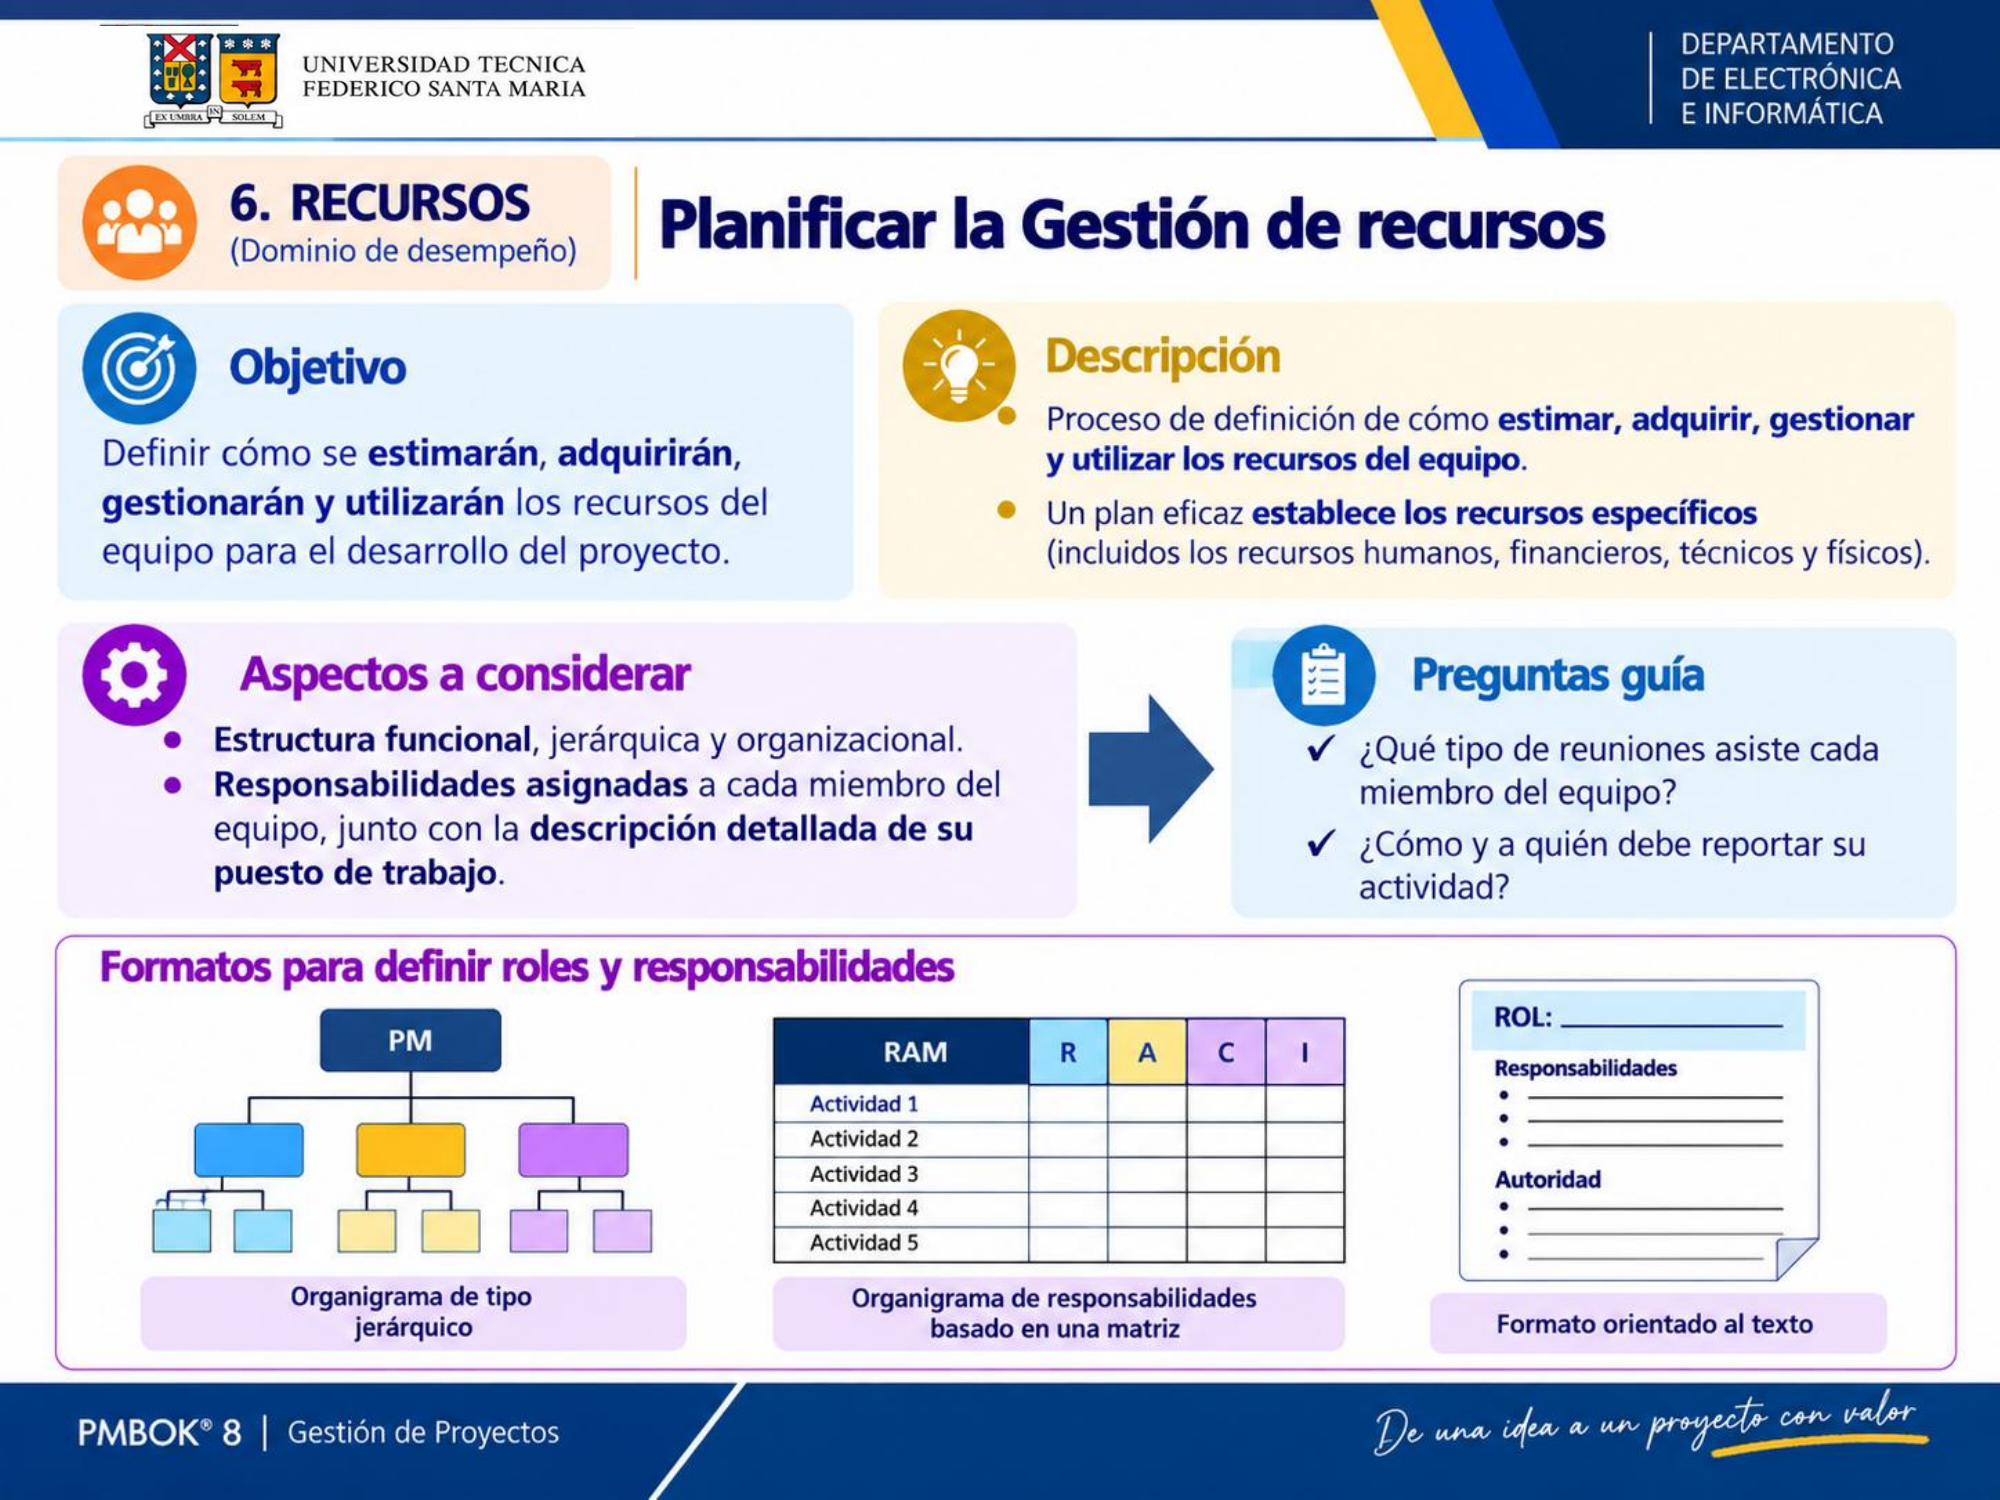 UNIVERSIDAD TECNICA
FEDERICO SANTA MARIA
EX UMBRA IN SOLEM
DEPARTAMENTO
DE ELECTRÓNICA
E INFORMÁTICA
6. RECURSOS
(Dominio de desempeño)
Planificar la Gestión de recursos
Objetivo
Definir cómo se estimarán, adquirirán,
gestionarán y utilizarán los recursos del
equipo para el desarrollo del proyecto.
Descripción
● Proceso de definición de cómo estimar, adquirir, gestionar
y utilizar los recursos del equipo.
● Un plan eficaz establece los recursos específicos
(incluidos los recursos humanos, financieros, técnicos y físicos).
Aspectos a considerar
● Estructura funcional, jerárquica y organizacional.
● Responsabilidades asignadas a cada miembro del
equipo, junto con la descripción detallada de su
puesto de trabajo.
Preguntas guía
✓ ¿Qué tipo de reuniones asiste cada
miembro del equipo?
✓ ¿Cómo y a quién debe reportar su
actividad?
Formatos para definir roles y responsabilidades
PM
Organigrama de tipo
jerárquico
RAM R A C I
Actividad 1
Actividad 2
Actividad 3
Actividad 4
Actividad 5
Organigrama de responsabilidades
basado en una matriz
ROL:
Responsabilidades
Autoridad
Formato orientado al texto
PMBOK® 8 | Gestión de Proyectos
De una idea a un proyecto con valor